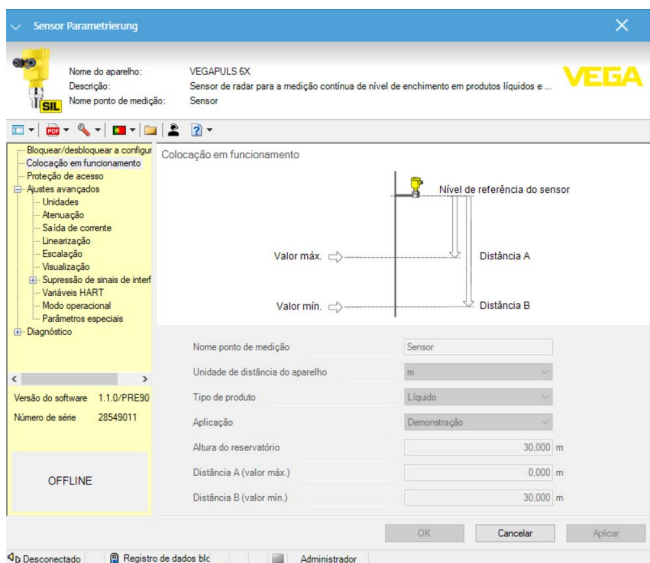 Sensor Parametrierung
Nome do aparelho: VEGAPULS 6X
Descrição: Sensor de radar para a medição contínua de nível de enchimento em produtos líquidos e ...
Nome ponto de medição: Sensor
SIL
VEGA
PDF
?
Bloquear/desbloquear a configur
Colocação em funcionamento
Proteção de acesso
Ajustes avançados
Unidades
Atenuação
Saída de corrente
Linearização
Escalação
Visualização
Supressão de sinais de interf
Variáveis HART
Modo operacional
Parâmetros especiais
Diagnóstico
Versão do software 1.1.0/PRE90
Número de série 28549011
OFFLINE
Colocação em funcionamento
Nível de referência do sensor
Valor máx. Distância A
Valor mín. Distância B
Nome ponto de medição Sensor
Unidade de distância do aparelho m
Tipo de produto Líquido
Aplicação Demonstração
Altura do reservatório 30,000 m
Distância A (valor máx.) 0,000 m
Distância B (valor mín.) 30,000 m
OK Cancelar Aplicar
Desconectado Registro de dados blc Administrador